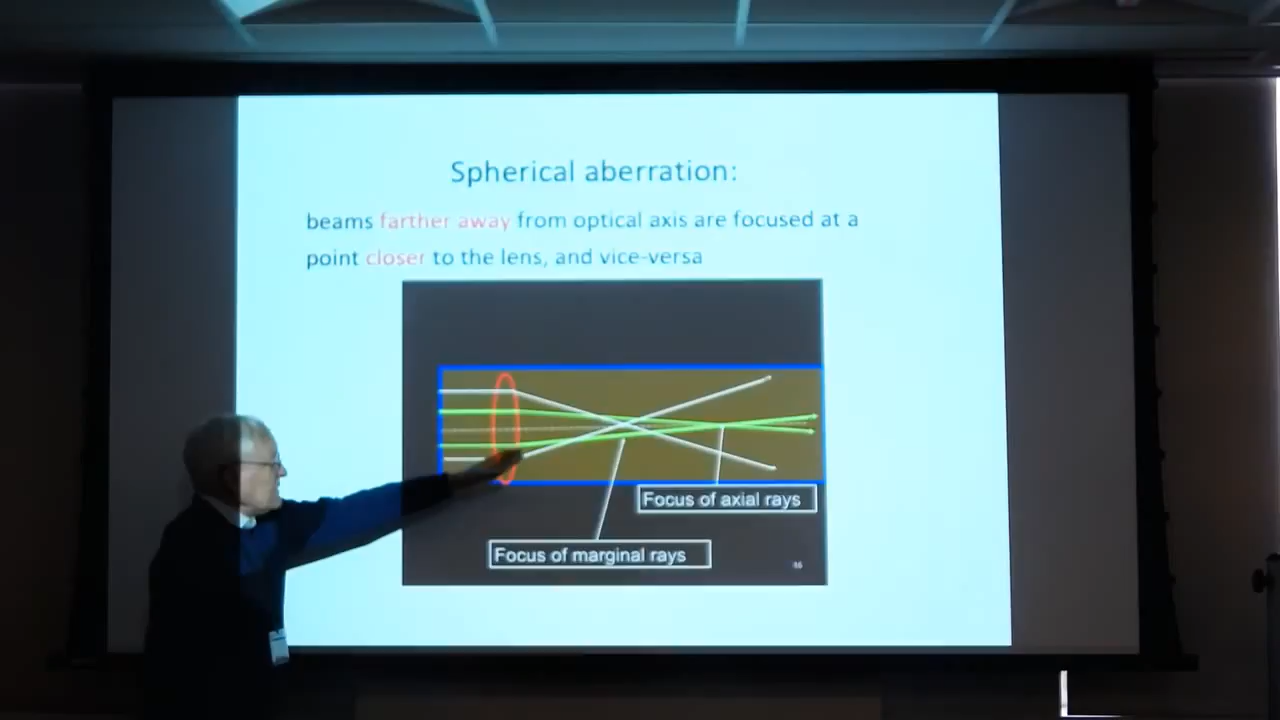 Spherical aberration:
beams farther away from optical axis are focused at a
point closer to the lens, and vice-versa
Focus of axial rays
Focus of marginal rays